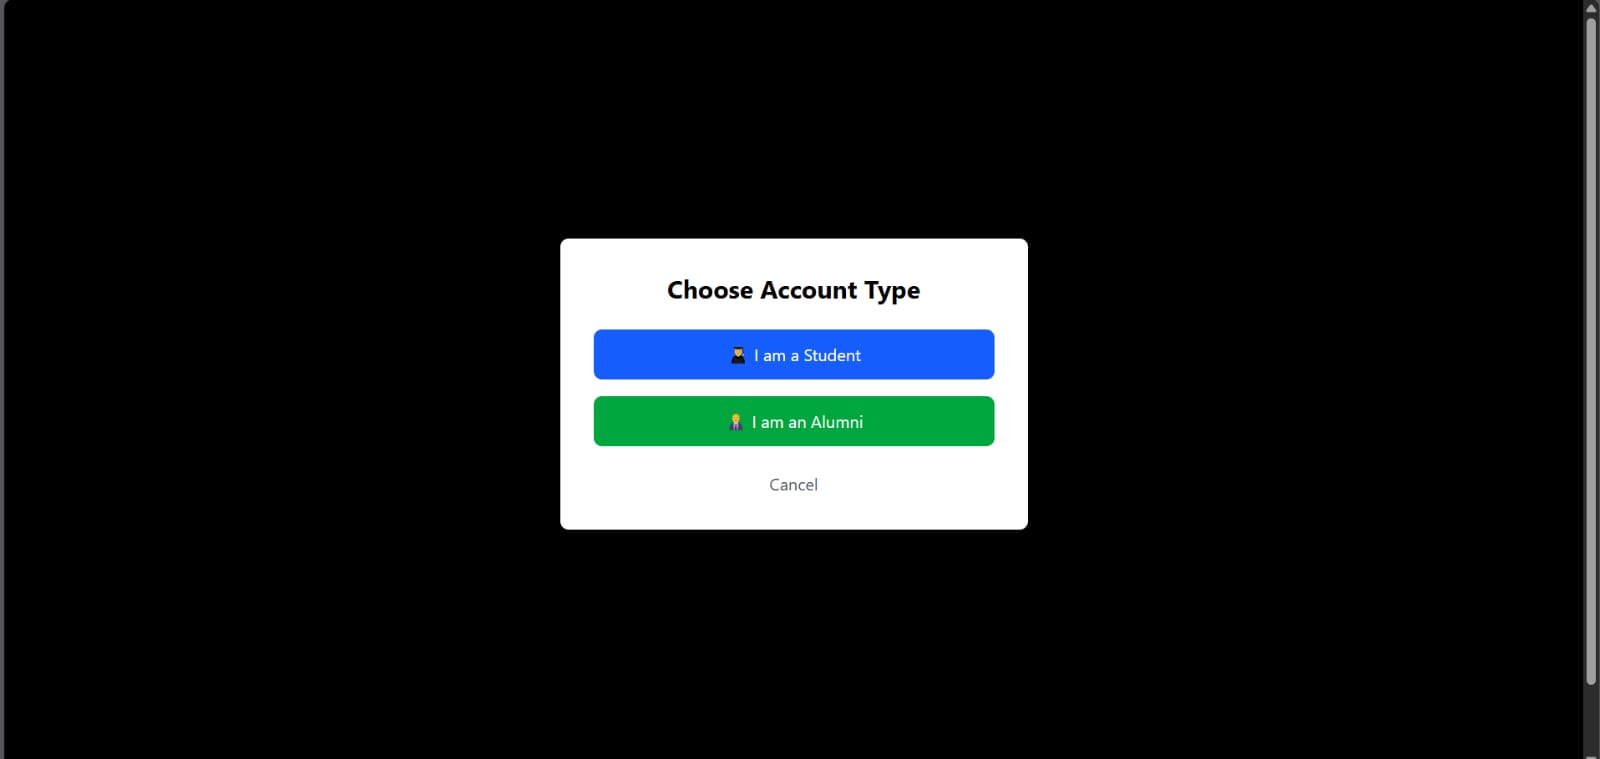 Choose Account Type
I am a Student
I am an Alumni
Cancel